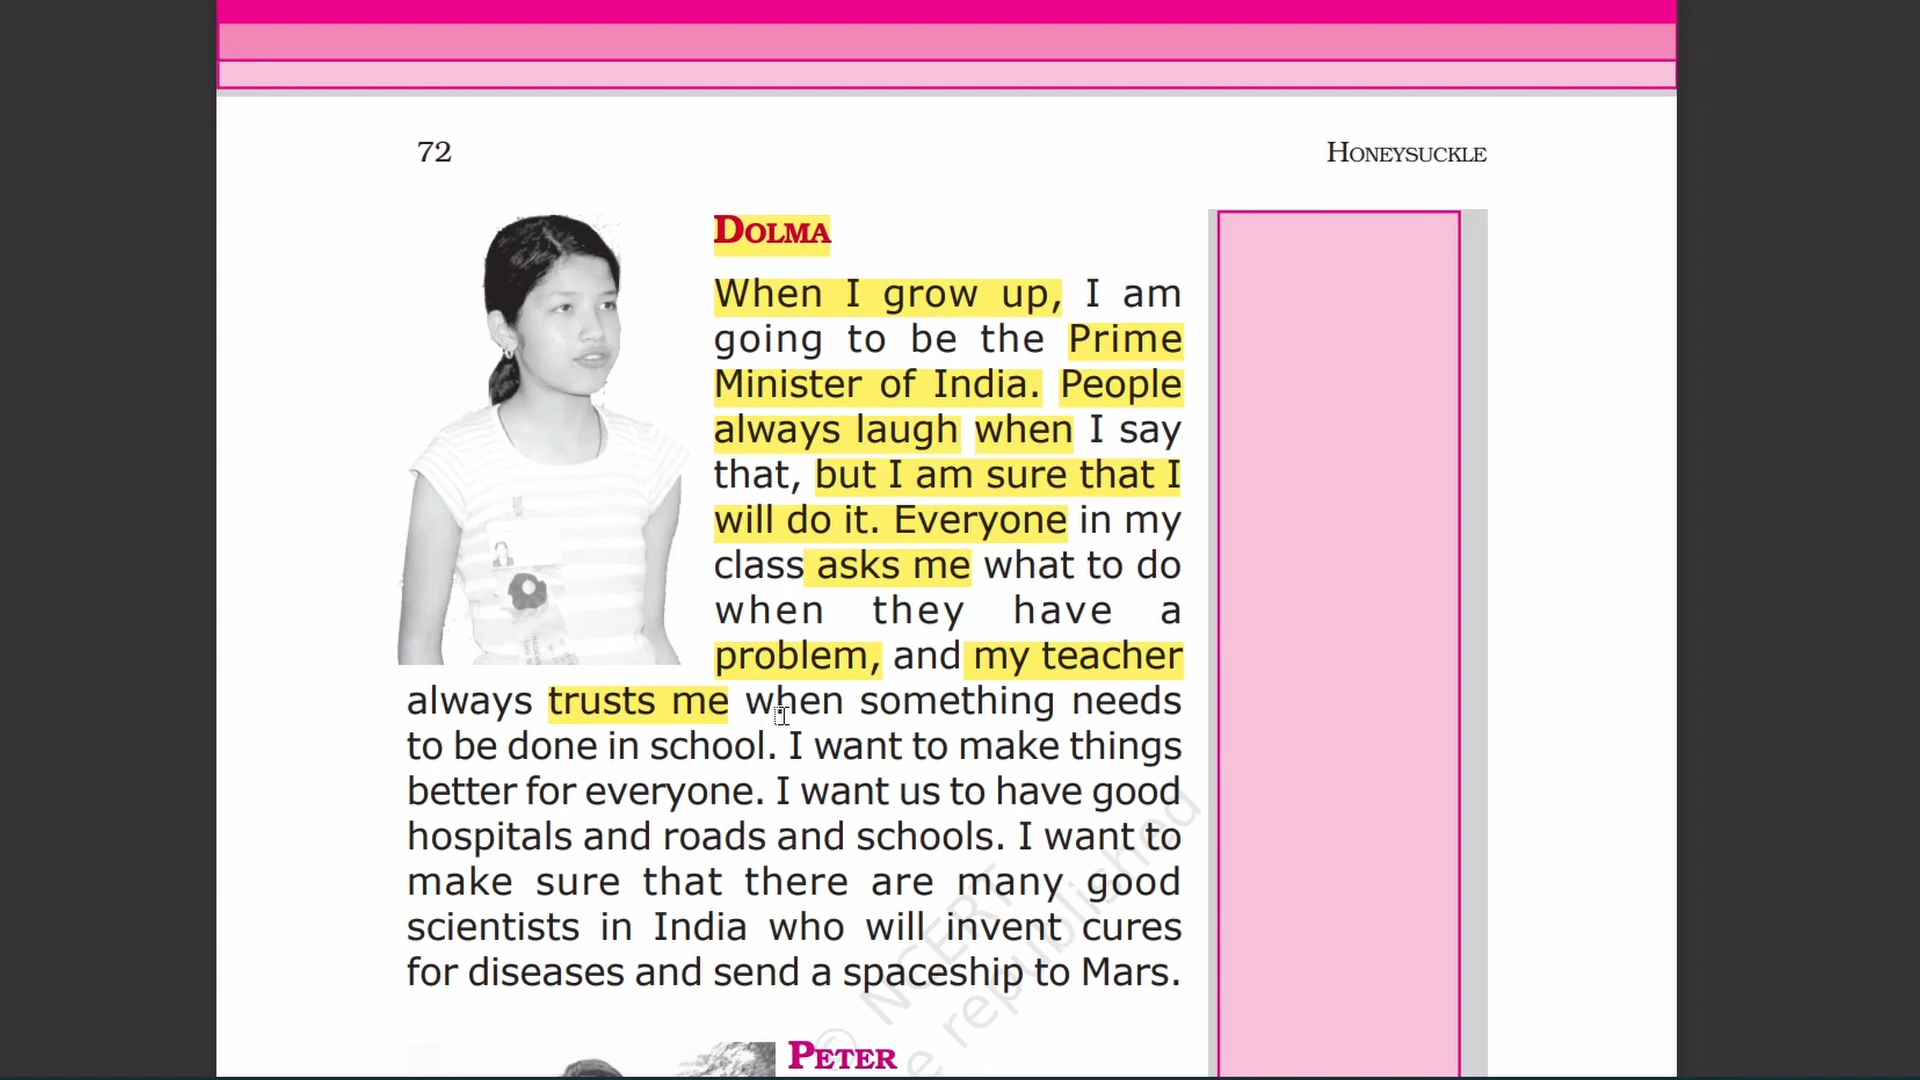 72
HONEYSUCKLE
DOLMA
When I grow up, I am
going to be the Prime
Minister of India. People
always laugh when I say
that, but I am sure that I
will do it. Everyone in my
class asks me what to do
when they have a
problem, and my teacher
always trusts me when something needs
to be done in school. I want to make things
better for everyone. I want us to have good
hospitals and roads and schools. I want to
make sure that there are many good
scientists in India who will invent cures
for diseases and send a spaceship to Mars.
© NCERT
republished
PETER